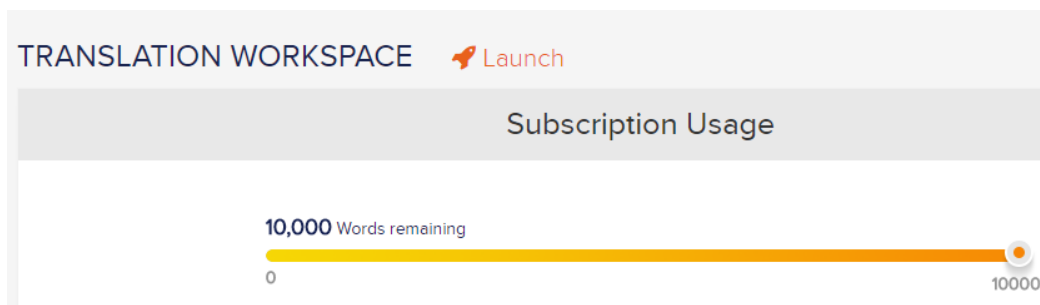 TRANSLATION WORKSPACE Launch
Subscription Usage
10,000 Words remaining
0 10000